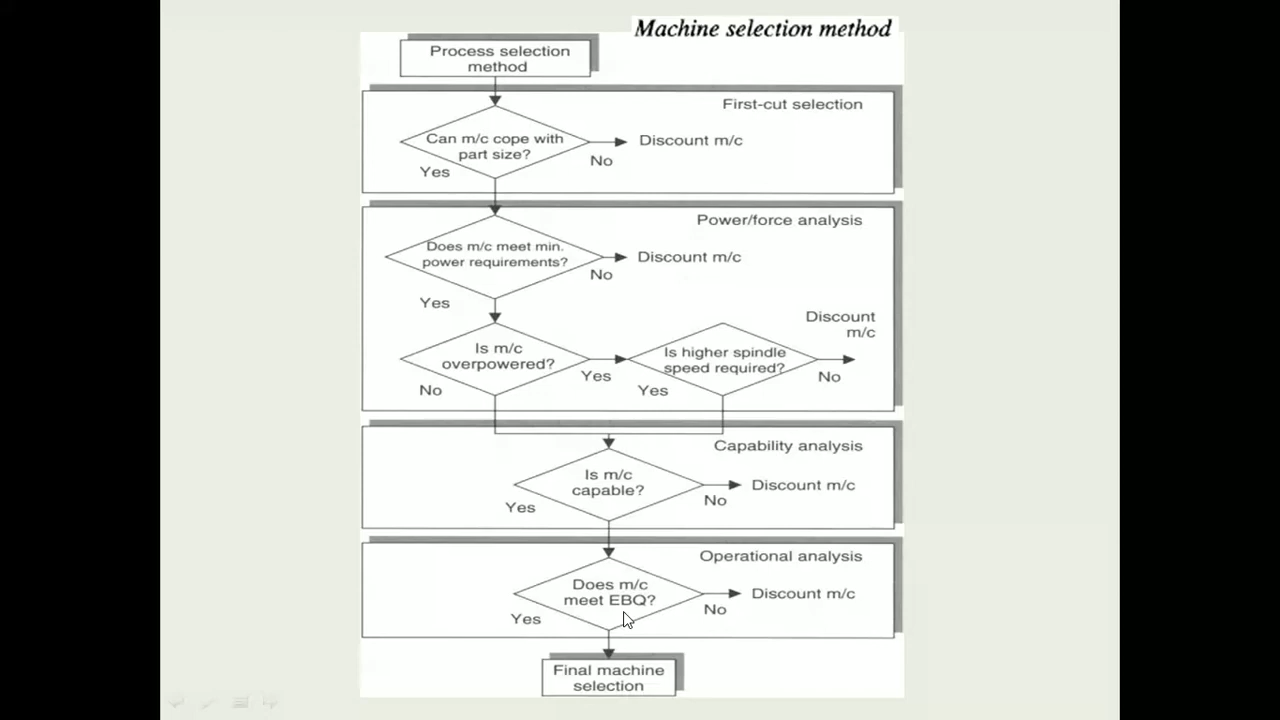 Machine selection method
Process selection
method
First-cut selection
Can m/c cope with
part size?
Discount m/c
No
Yes
Power/force analysis
Does m/c meet min.
power requirements?
Discount m/c
No
Yes
Discount
m/c
Is m/c
overpowered?
Is higher spindle
speed required?
Yes
No
No
Yes
Capability analysis
Is m/c
capable?
Discount m/c
No
Yes
Operational analysis
Does m/c
meet EBQ?
Discount m/c
No
Yes
Final machine
selection